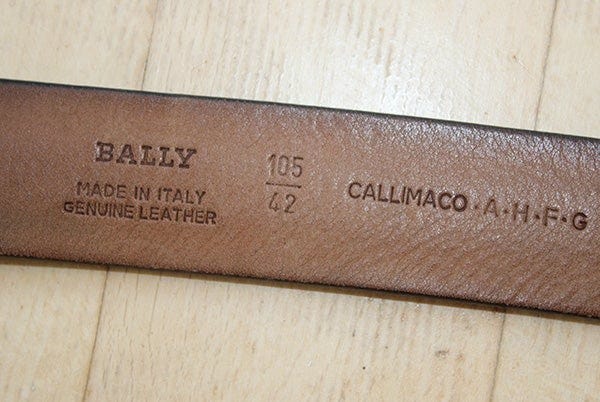 BALLY
MADE IN ITALY
GENUINE LEATHER
105
42
CALLIMACO·A·H·F·G